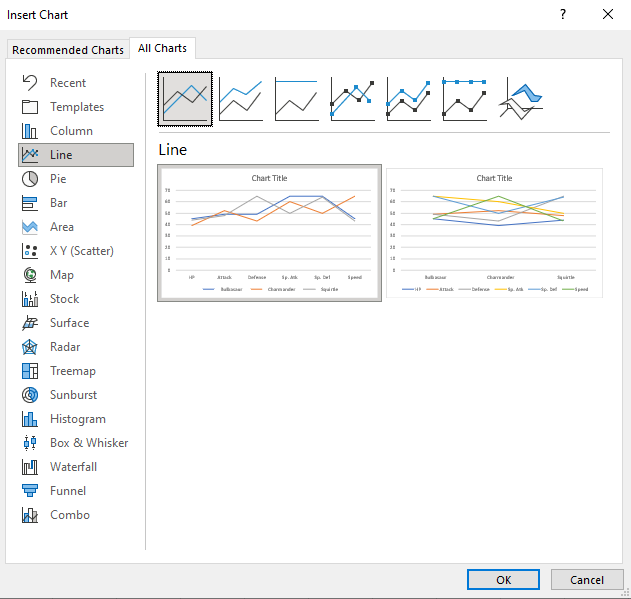 Insert Chart
?
Recommended Charts
All Charts
Recent
Templates
Column
Line
Pie
Bar
Area
X Y (Scatter)
Map
Stock
Surface
Radar
Treemap
Sunburst
Histogram
Box & Whisker
Waterfall
Funnel
Combo
Line
Chart Title
70
60
50
40
30
20
10
0
HP Attack Defence Sp. Atk Sp. Def Speed
Bulbasaur Charmander Squirtle
Chart Title
70
60
50
40
30
20
10
0
Bulbasaur Charmander Squirtle
HP Attack Defence Sp. Atk Sp. Def Speed
OK Cancel